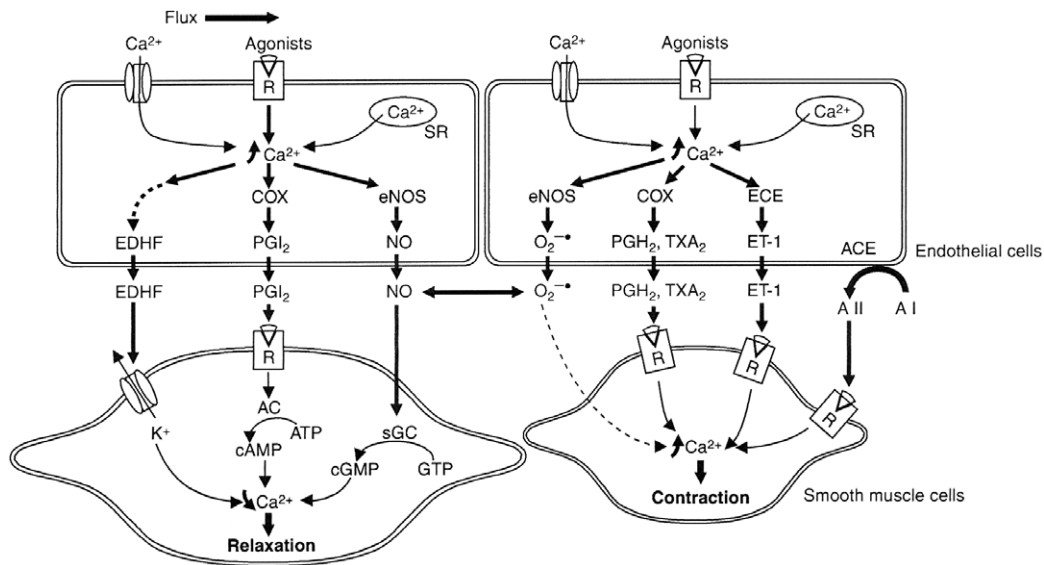 Flux
Ca²⁺ Agonists Ca²⁺ Agonists
R R
Ca²⁺ SR Ca²⁺ SR
Ca²⁺ Ca²⁺
COX eNOS eNOS COX ECE
EDHF PGI₂ NO O₂⁻• PGH₂, TXA₂ ET-1 ACE Endothelial cells
EDHF PGI₂ NO O₂⁻• PGH₂, TXA₂ ET-1 A II A I
R R R
AC R
K⁺ ATP sGC
cAMP Ca²⁺
cGMP GTP
Ca²⁺ Contraction Smooth muscle cells
Relaxation